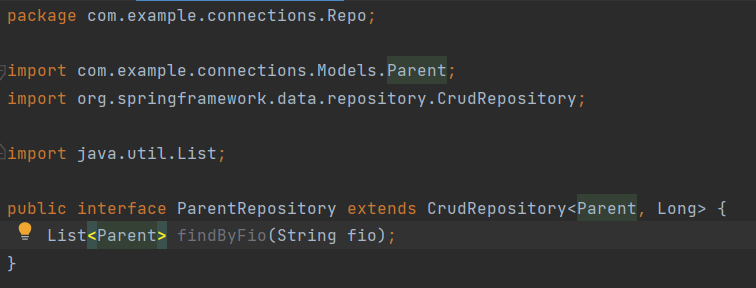 package com.example.connections.Repo;
import com.example.connections.Models.Parent;
import org.springframework.data.repository.CrudRepository;
import java.util.List;
public interface ParentRepository extends CrudRepository<Parent, Long> {
List<Parent> findByFio(String fio);
}